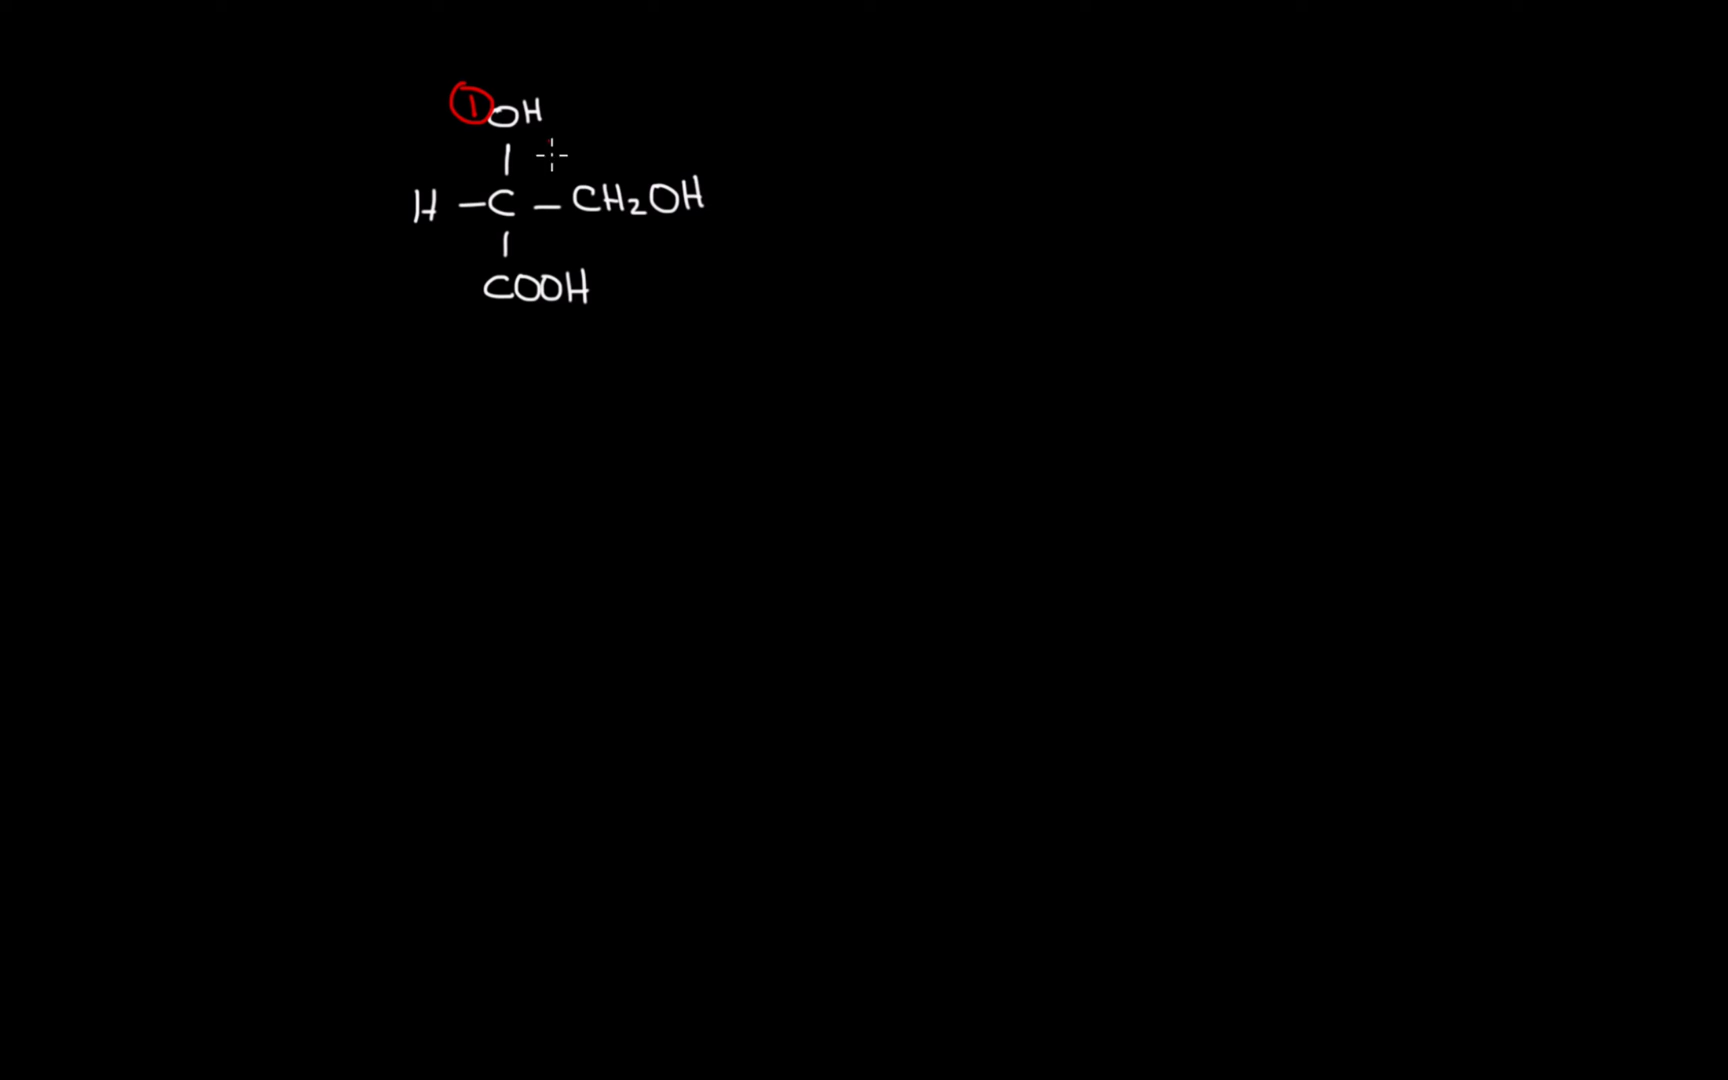 ① OH
|
H - C - CH₂OH
|
COOH